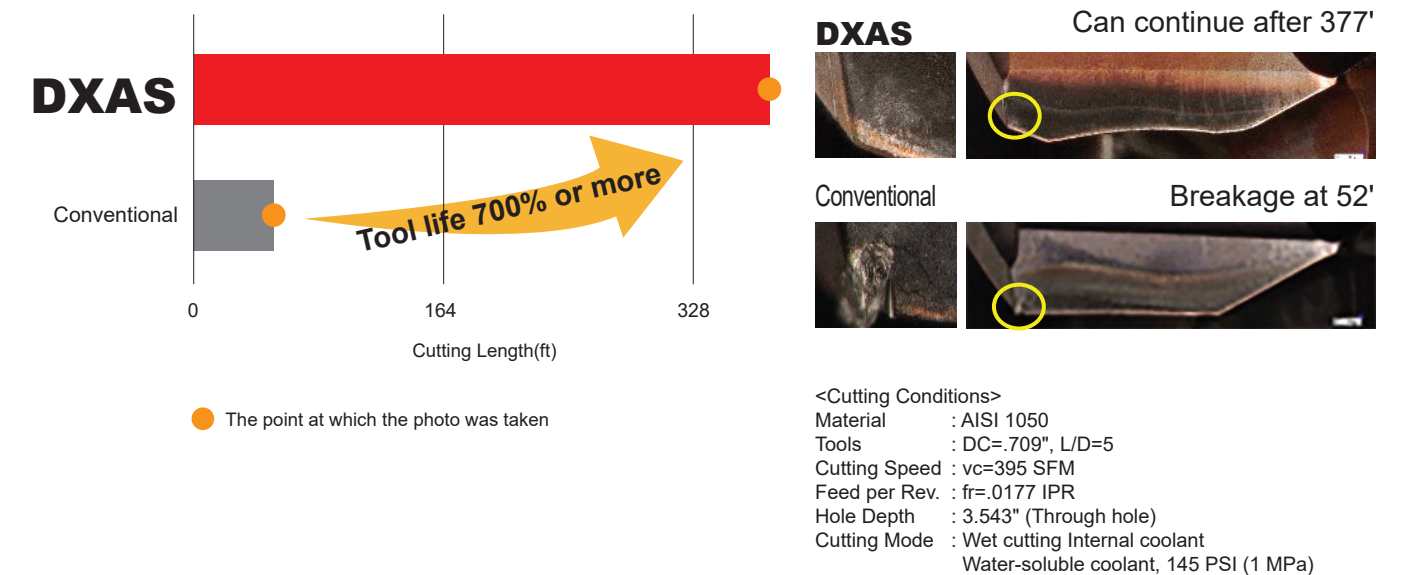 DXAS
Conventional
Tool life 700% or more
0
164
328
Cutting Length(ft)
The point at which the photo was taken
DXAS
Can continue after 377'
Conventional
Breakage at 52'
<Cutting Conditions>
Material : AISI 1050
Tools : DC=.709", L/D=5
Cutting Speed : vc=395 SFM
Feed per Rev. : fr=.0177 IPR
Hole Depth : 3.543" (Through hole)
Cutting Mode : Wet cutting Internal coolant
Water-soluble coolant, 145 PSI (1 MPa)